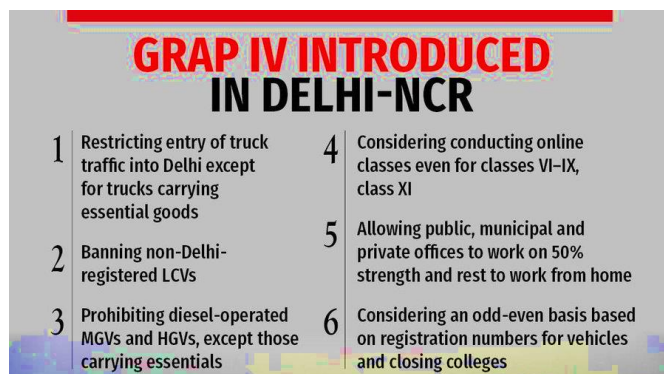 GRAP IV INTRODUCED
IN DELHI-NCR
1 Restricting entry of truck
traffic into Delhi except
for trucks carrying
essential goods
2 Banning non-Delhi-
registered LCVs
3 Prohibiting diesel-operated
MGVs and HGVs, except those
carrying essentials
4 Considering conducting online
classes even for classes VI–IX,
class XI
5 Allowing public, municipal and
private offices to work on 50%
strength and rest to work from home
6 Considering an odd-even basis based
on registration numbers for vehicles
and closing colleges